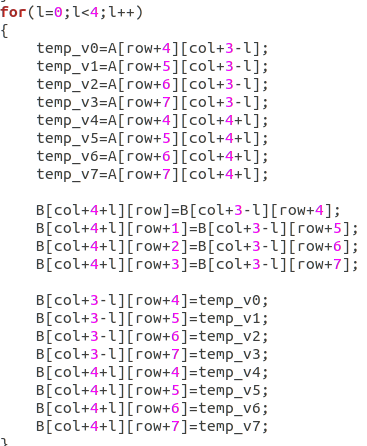 for(l=0;l<4;l++)
{
    temp_v0=A[row+4][col+3-l];
    temp_v1=A[row+5][col+3-l];
    temp_v2=A[row+6][col+3-l];
    temp_v3=A[row+7][col+3-l];
    temp_v4=A[row+4][col+4+l];
    temp_v5=A[row+5][col+4+l];
    temp_v6=A[row+6][col+4+l];
    temp_v7=A[row+7][col+4+l];

    B[col+4+l][row]=B[col+3-l][row+4];
    B[col+4+l][row+1]=B[col+3-l][row+5];
    B[col+4+l][row+2]=B[col+3-l][row+6];
    B[col+4+l][row+3]=B[col+3-l][row+7];

    B[col+3-l][row+4]=temp_v0;
    B[col+3-l][row+5]=temp_v1;
    B[col+3-l][row+6]=temp_v2;
    B[col+3-l][row+7]=temp_v3;
    B[col+4+l][row+4]=temp_v4;
    B[col+4+l][row+5]=temp_v5;
    B[col+4+l][row+6]=temp_v6;
    B[col+4+l][row+7]=temp_v7;
}